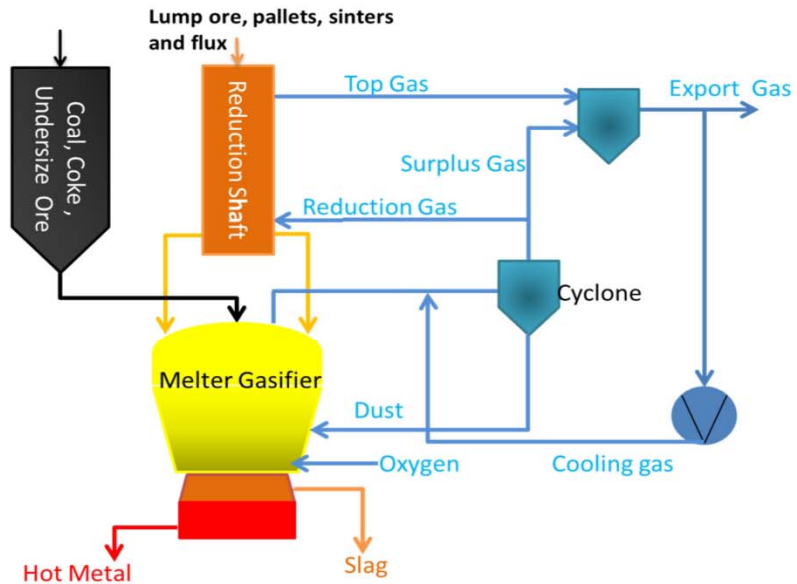 Lump ore, pallets, sinters
and flux
Coal, Coke ,
Undersize Ore
Reduction Shaft
Top Gas
Export Gas
Surplus Gas
Reduction Gas
Cyclone
Melter Gasifier
Dust
Oxygen
Cooling gas
Hot Metal
Slag